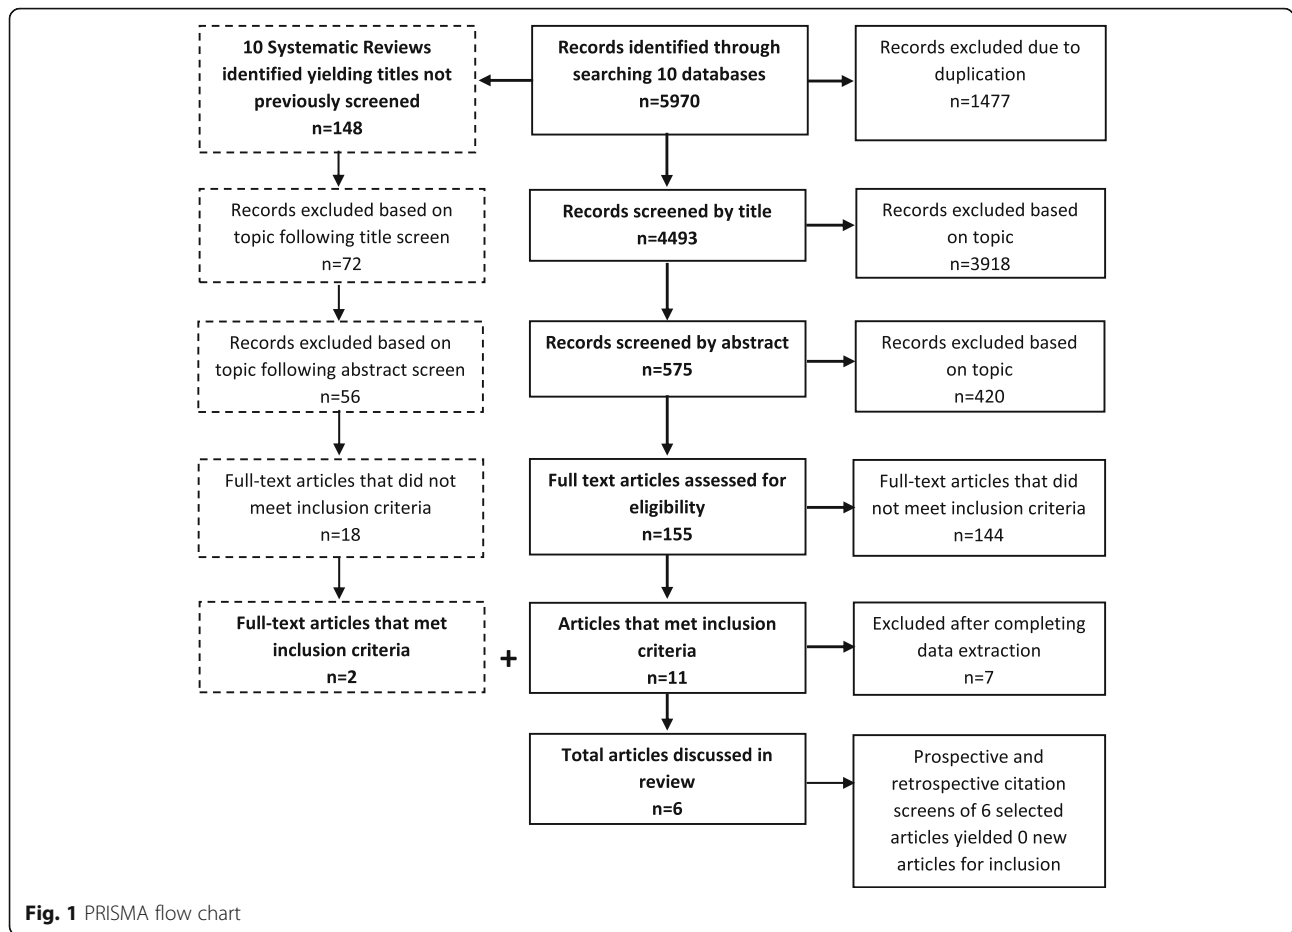 10 Systematic Reviews
identified yielding titles not
previously screened
n=148
Records identified through
searching 10 databases
n=5970
Records excluded due to
duplication
n=1477
Records excluded based on
topic following title screen
n=72
Records screened by title
n=4493
Records excluded based
on topic
n=3918
Records excluded based on
topic following abstract screen
n=56
Records screened by abstract
n=575
Records excluded based
on topic
n=420
Full-text articles that did not
meet inclusion criteria
n=18
Full text articles assessed for
eligibility
n=155
Full-text articles that did
not meet inclusion criteria
n=144
Full-text articles that met
inclusion criteria
n=2
+
Articles that met inclusion
criteria
n=11
Excluded after completing
data extraction
n=7
Total articles discussed in
review
n=6
Prospective and
retrospective citation
screens of 6 selected
articles yielded 0 new
articles for inclusion
Fig. 1 PRISMA flow chart